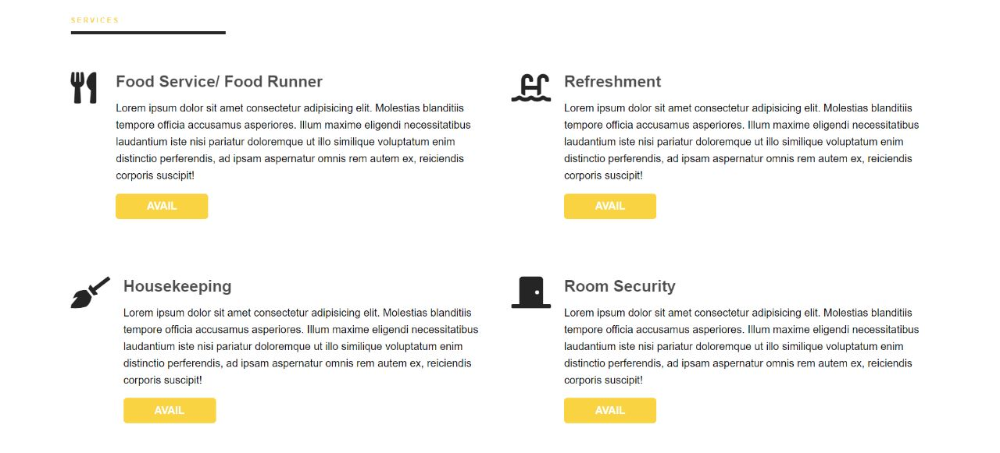 SERVICES
Food Service/ Food Runner
Lorem ipsum dolor sit amet consectetur adipisicing elit. Molestias blanditiis
tempore officia accusamus asperiores. Illum maxime eligendi necessitatibus
laudantium iste nisi pariatur doloremque ut illo similique voluptatum enim
distinctio perferendis, ad ipsam aspernatur omnis rem autem ex, reiciendis
corporis suscipit!
AVAIL
Refreshment
Lorem ipsum dolor sit amet consectetur adipisicing elit. Molestias blanditiis
tempore officia accusamus asperiores. Illum maxime eligendi necessitatibus
laudantium iste nisi pariatur doloremque ut illo similique voluptatum enim
distinctio perferendis, ad ipsam aspernatur omnis rem autem ex, reiciendis
corporis suscipit!
AVAIL
Housekeeping
Lorem ipsum dolor sit amet consectetur adipisicing elit. Molestias blanditiis
tempore officia accusamus asperiores. Illum maxime eligendi necessitatibus
laudantium iste nisi pariatur doloremque ut illo similique voluptatum enim
distinctio perferendis, ad ipsam aspernatur omnis rem autem ex, reiciendis
corporis suscipit!
AVAIL
Room Security
Lorem ipsum dolor sit amet consectetur adipisicing elit. Molestias blanditiis
tempore officia accusamus asperiores. Illum maxime eligendi necessitatibus
laudantium iste nisi pariatur doloremque ut illo similique voluptatum enim
distinctio perferendis, ad ipsam aspernatur omnis rem autem ex, reiciendis
corporis suscipit!
AVAIL